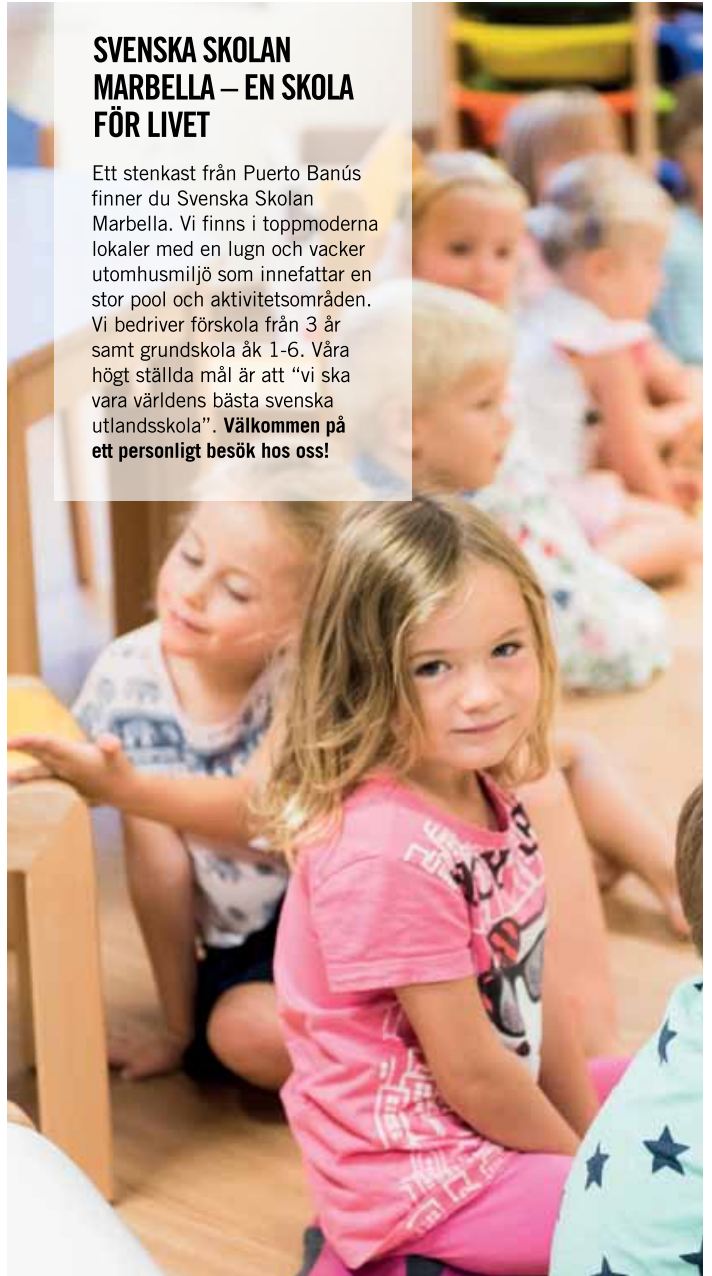 SVENSKA SKOLAN
MARBELLA – EN SKOLA
FÖR LIVET
Ett stenkast från Puerto Banús
finner du Svenska Skolan
Marbella. Vi finns i toppmoderna
lokaler med en lugn och vacker
utomhusmiljö som innefattar en
stor pool och aktivitetsområden.
Vi bedriver förskola från 3 år
samt grundskola åk 1-6. Våra
högt ställda mål är att “vi ska
vara världens bästa svenska
utlandsskola”. Välkommen på
ett personligt besök hos oss!